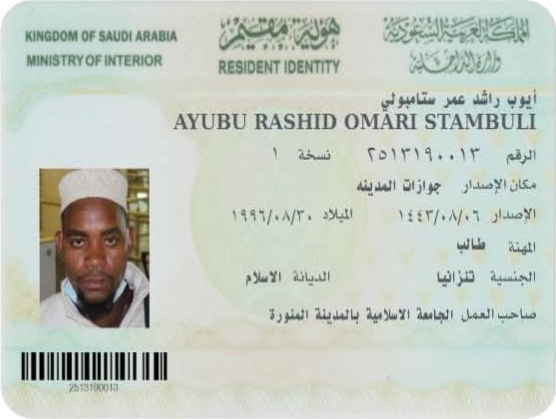 KINGDOM OF SAUDI ARABIA
MINISTRY OF INTERIOR
هوية مقيم
RESIDENT IDENTITY
المملكة العربية السعودية
وزارة الداخلية
أيوب راشد عمر ستامبولي
AYUBU RASHID OMARI STAMBULI
الرقم ٢٥١٣١٩٠٠١٣ نسخة ١
مكان الإصدار جوازات المدينه
الإصدار ١٤٤٣/٠٨/٠٦ الميلاد ١٩٩٦/٠٨/٣٠
المهنة طالب
الجنسية تنزانيا الديانة الاسلام
صاحب العمل الجامعة الاسلامية بالمدينة المنورة
2513190013